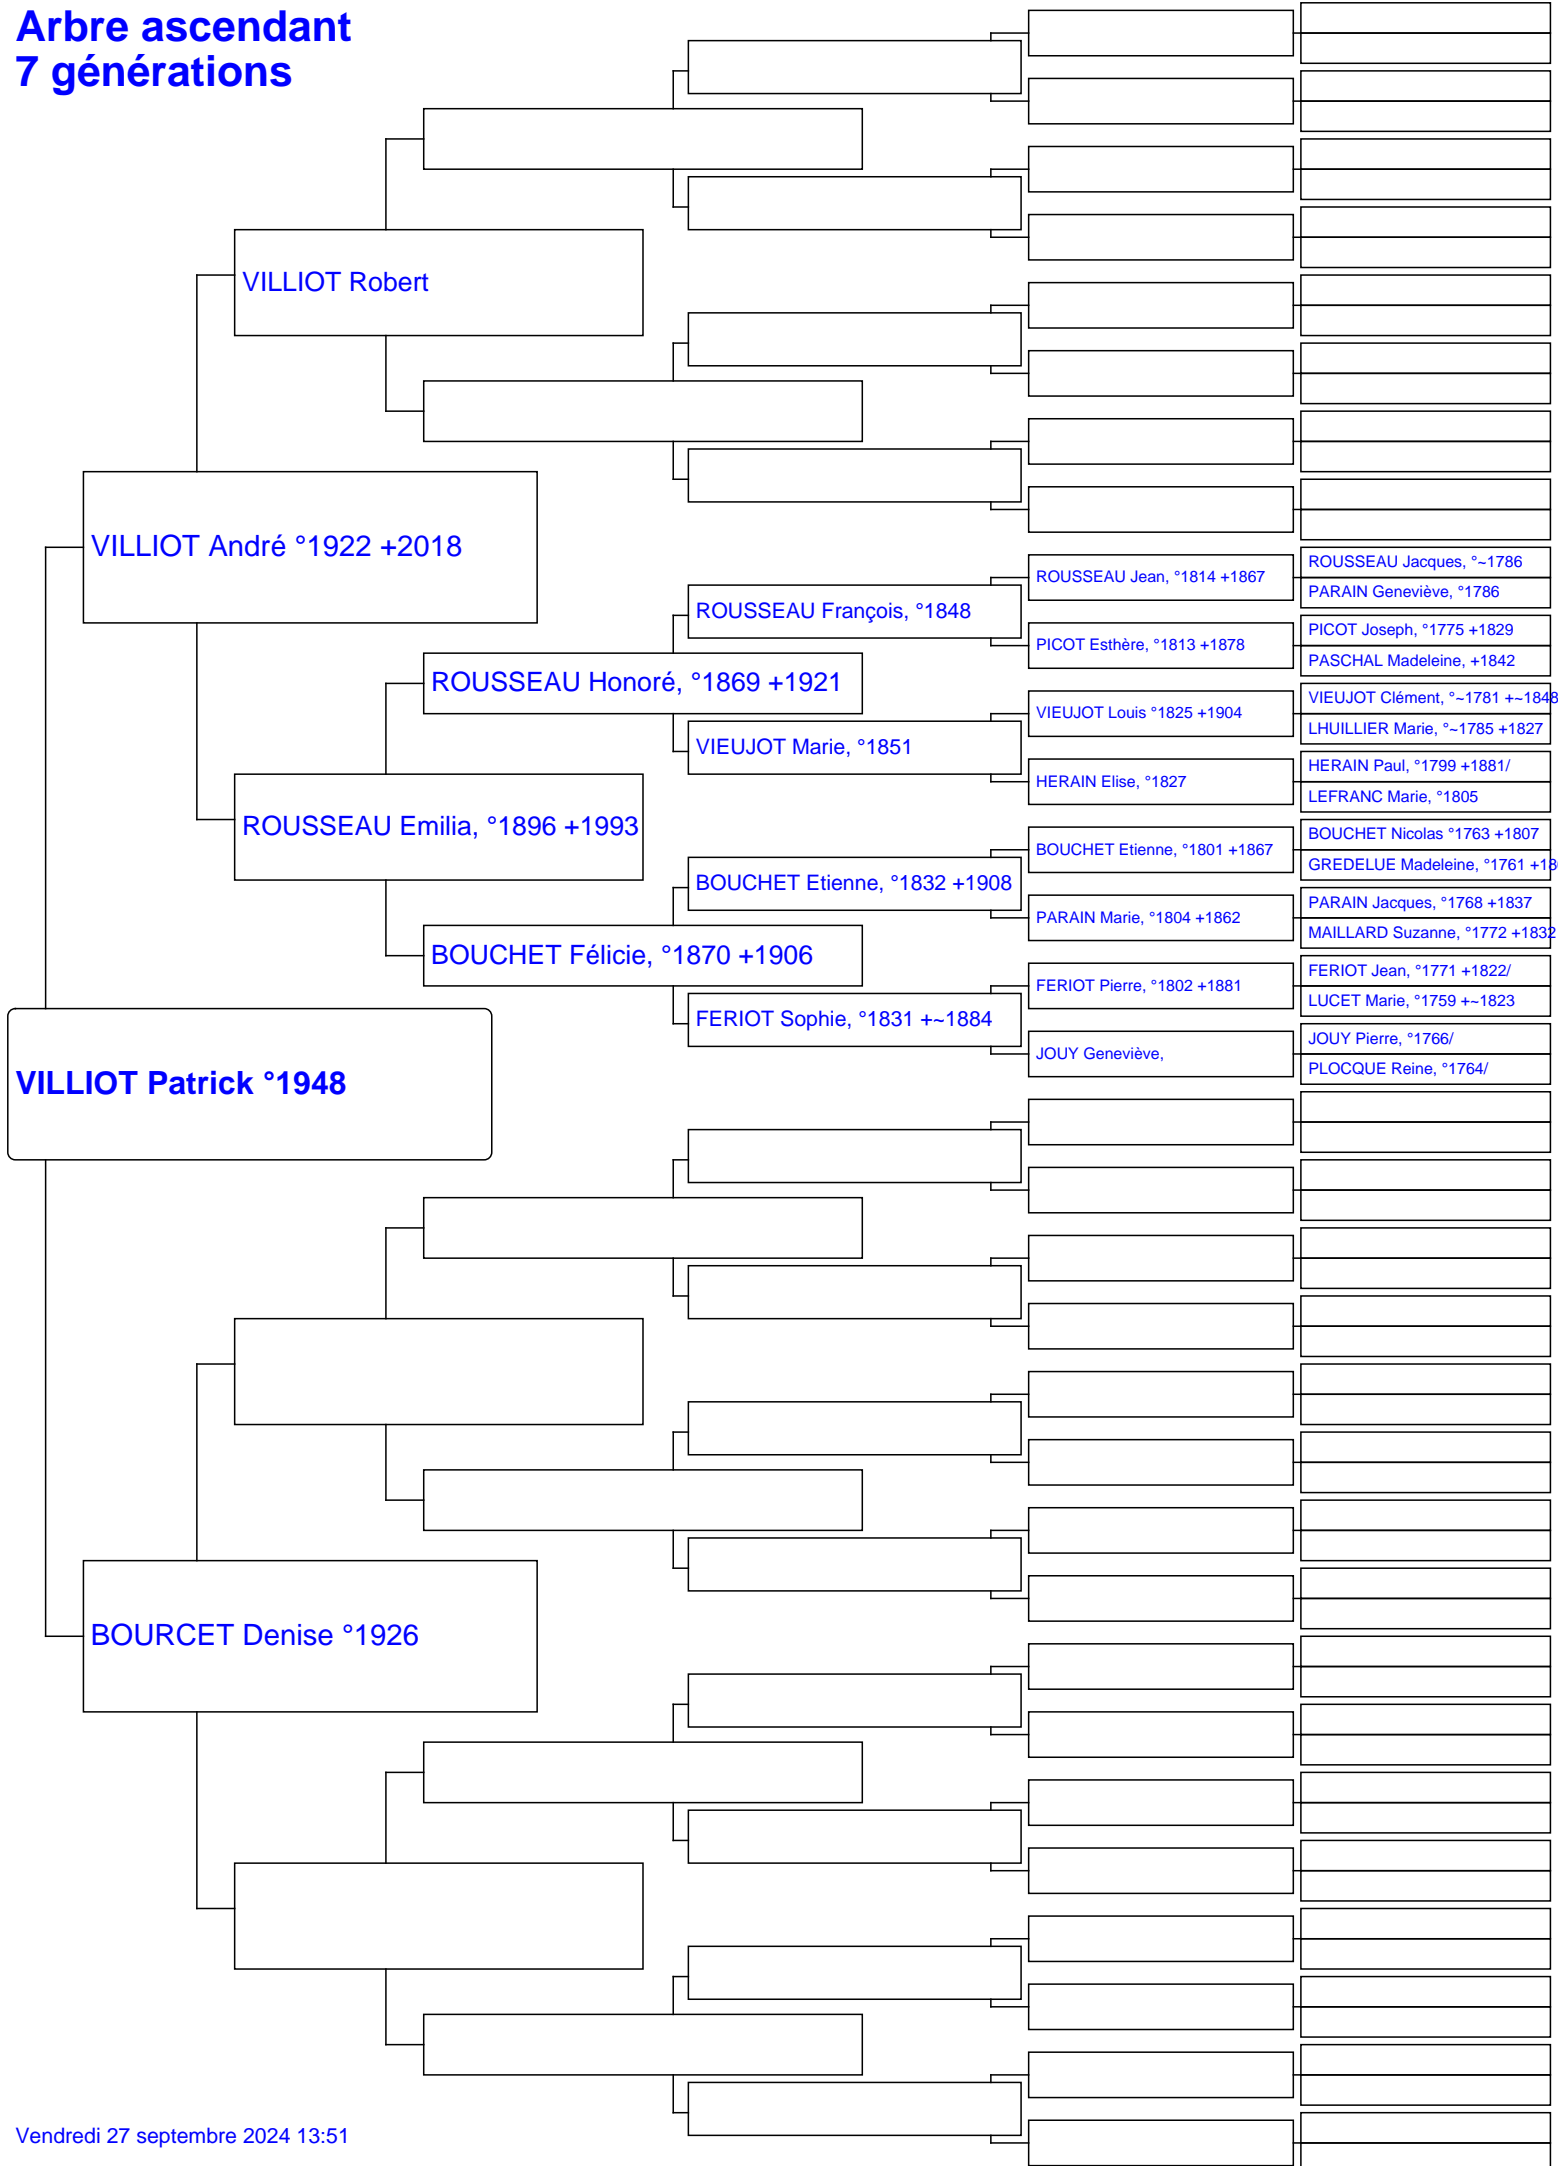 Arbre ascendant
7 générations
VILLIOT Robert
VILLIOT André °1922 +2018
ROUSSEAU Jean, °1814 +1867
ROUSSEAU Jacques, °~1786
PARAIN Geneviève, °1786
ROUSSEAU François, °1848
PICOT Esthère, °1813 +1878
PICOT Joseph, °1775 +1829
PASCHAL Madeleine, +1842
ROUSSEAU Honoré, °1869 +1921
VIEUJOT Louis °1825 +1904
VIEUJOT Clément, °~1781 +~1848
LHUILLIER Marie, °~1785 +1827
VIEUJOT Marie, °1851
HERAIN Elise, °1827
HERAIN Paul, °1799 +1881/
LEFRANC Marie, °1805
ROUSSEAU Emilia, °1896 +1993
BOUCHET Etienne, °1801 +1867
BOUCHET Nicolas °1763 +1807
GREDELUE Madeleine, °1761
BOUCHET Etienne, °1832 +1908
PARAIN Marie, °1804 +1862
PARAIN Jacques, °1768 +1837
MAILLARD Suzanne, °1772 +1832
BOUCHET Félicie, °1870 +1906
FERIOT Pierre, °1802 +1881
FERIOT Jean, °1771 +1822/
LUCET Marie, °1759 +~1823
FERIOT Sophie, °1831 +~1884
JOUY Geneviève,
JOUY Pierre, °1766/
PLOCQUE Reine, °1764/
VILLIOT Patrick °1948
BOURCET Denise °1926
Vendredi 27 septembre 2024 13:51